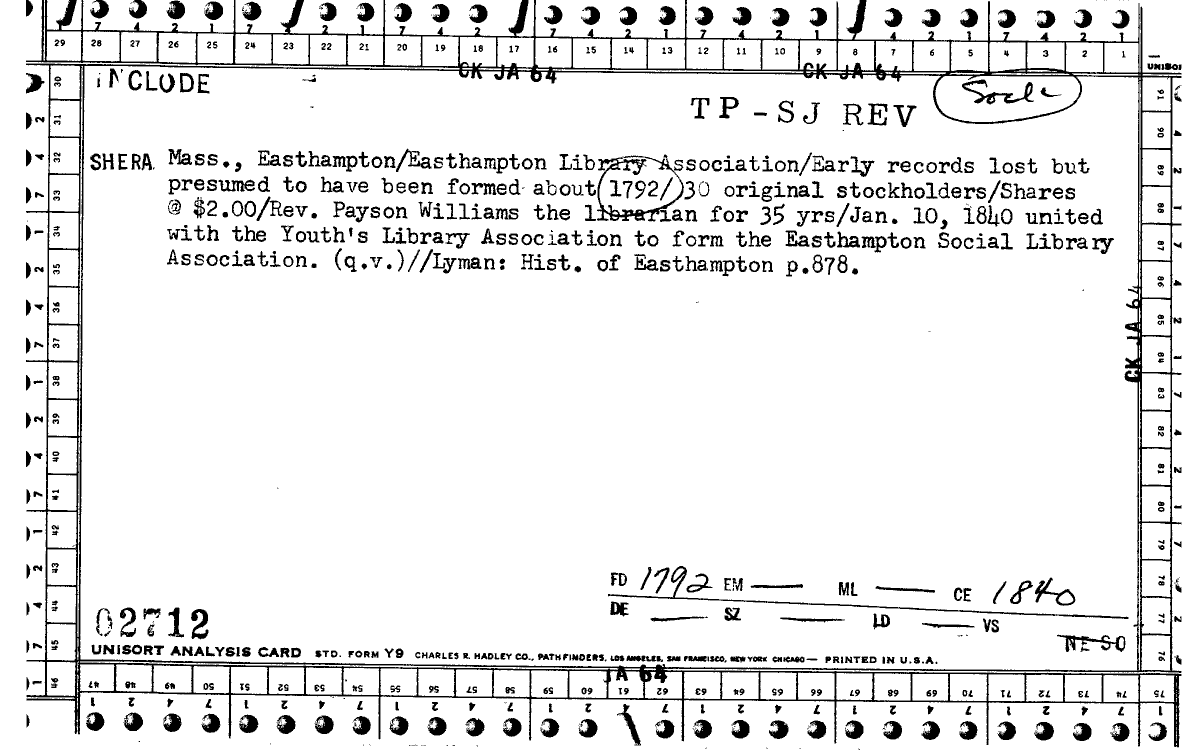 7 4 2 1 7 4 2 1 7 4 2 1 7 4 2 1 7 4 2 1
29 28 27 26 25 24 23 22 21 20 19 18 17 16 15 14 13 12 11 10 9 8 7 6 5 4 3 2 1
CK JA 64 CK JA 64 UNISO
INCLUDE
TP-SJ REV Socle
SHERA Mass., Easthampton/Easthampton Library Association/Early records lost but
presumed to have been formed about 1792/30 original stockholders/Shares
@ $2.00/Rev. Payson Williams the librarian for 35 yrs/Jan. 10, 1840 united
with the Youth's Library Association to form the Easthampton Social Library
Association. (q.v.)//Lyman: Hist. of Easthampton p.878.
30
31
32
33
34
35
36
37
38
39
40
41
42
43
44
45
46
91
90
89
88
87
86
85
84
83
82
81
80
79
78
77
76
CK JA 64
FD 1792 EM — ML — CE 1840
DE — SZ — LD — VS
NE SO
02712
UNISORT ANALYSIS CARD STD. FORM Y9 CHARLES R. HADLEY CO., PATHFINDERS, LOS ANGELES, SAN FRANCISCO, NEW YORK CHICAGO— PRINTED IN U.S.A.
JA 64
47 48 49 50 51 52 53 54 55 56 57 58 59 60 61 62 63 64 65 66 67 68 69 70 71 72 73 74 75
1 2 4 7 1 2 4 7 1 2 4 7 1 2 4 7 1 2 4 7 1 2 4 7 1 2 4 7 1